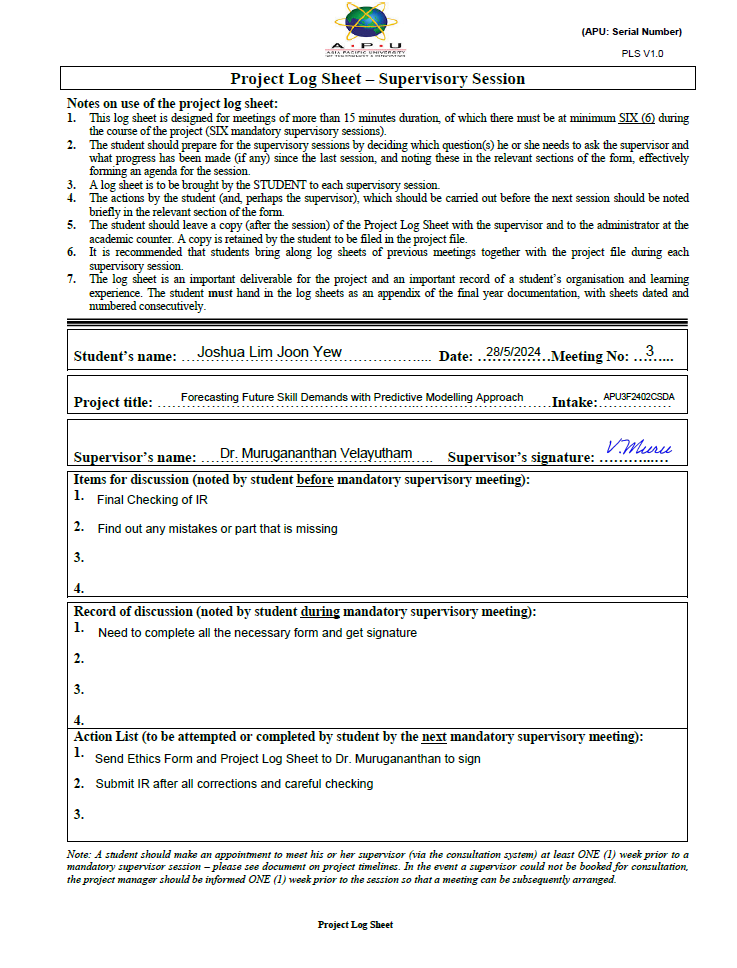 A · P · U
ASIA PACIFIC UNIVERSITY
OF TECHNOLOGY & INNOVATION
(APU: Serial Number)
PLS V1.0
Project Log Sheet – Supervisory Session
Notes on use of the project log sheet:
1. This log sheet is designed for meetings of more than 15 minutes duration, of which there must be at minimum SIX (6) during
the course of the project (SIX mandatory supervisory sessions).
2. The student should prepare for the supervisory sessions by deciding which question(s) he or she needs to ask the supervisor and
what progress has been made (if any) since the last session, and noting these in the relevant sections of the form, effectively
forming an agenda for the session.
3. A log sheet is to be brought by the STUDENT to each supervisory session.
4. The actions by the student (and, perhaps the supervisor), which should be carried out before the next session should be noted
briefly in the relevant section of the form.
5. The student should leave a copy (after the session) of the Project Log Sheet with the supervisor and to the administrator at the
academic counter. A copy is retained by the student to be filed in the project file.
6. It is recommended that students bring along log sheets of previous meetings together with the project file during each
supervisory session.
7. The log sheet is an important deliverable for the project and an important record of a student's organisation and learning
experience. The student must hand in the log sheets as an appendix of the final year documentation, with sheets dated and
numbered consecutively.
Student's name: Joshua Lim Joon Yew Date: 28/5/2024 Meeting No: 3
Project title: Forecasting Future Skill Demands with Predictive Modelling Approach Intake: APU3F2402CSDA
Supervisor's name: Dr. Murugananthan Velayutham Supervisor's signature: V.Muru
Items for discussion (noted by student before mandatory supervisory meeting):
1. Final Checking of IR
2. Find out any mistakes or part that is missing
3.
4.
Record of discussion (noted by student during mandatory supervisory meeting):
1. Need to complete all the necessary form and get signature
2.
3.
4.
Action List (to be attempted or completed by student by the next mandatory supervisory meeting):
1. Send Ethics Form and Project Log Sheet to Dr. Murugananthan to sign
2. Submit IR after all corrections and careful checking
3.
Note: A student should make an appointment to meet his or her supervisor (via the consultation system) at least ONE (1) week prior to a
mandatory supervisor session – please see document on project timelines. In the event a supervisor could not be booked for consultation,
the project manager should be informed ONE (1) week prior to the session so that a meeting can be subsequently arranged.
Project Log Sheet